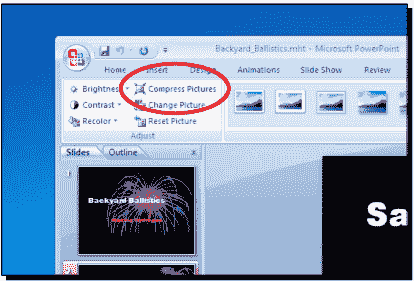 Backyard_Ballistics.mht - Microsoft PowerPoint
Home Insert Design Animations Slide Show Review
Brightness Compress Pictures
Contrast Change Picture
Recolor Reset Picture
Adjust
Slides Outline x
Backyard Ballistics
Sa